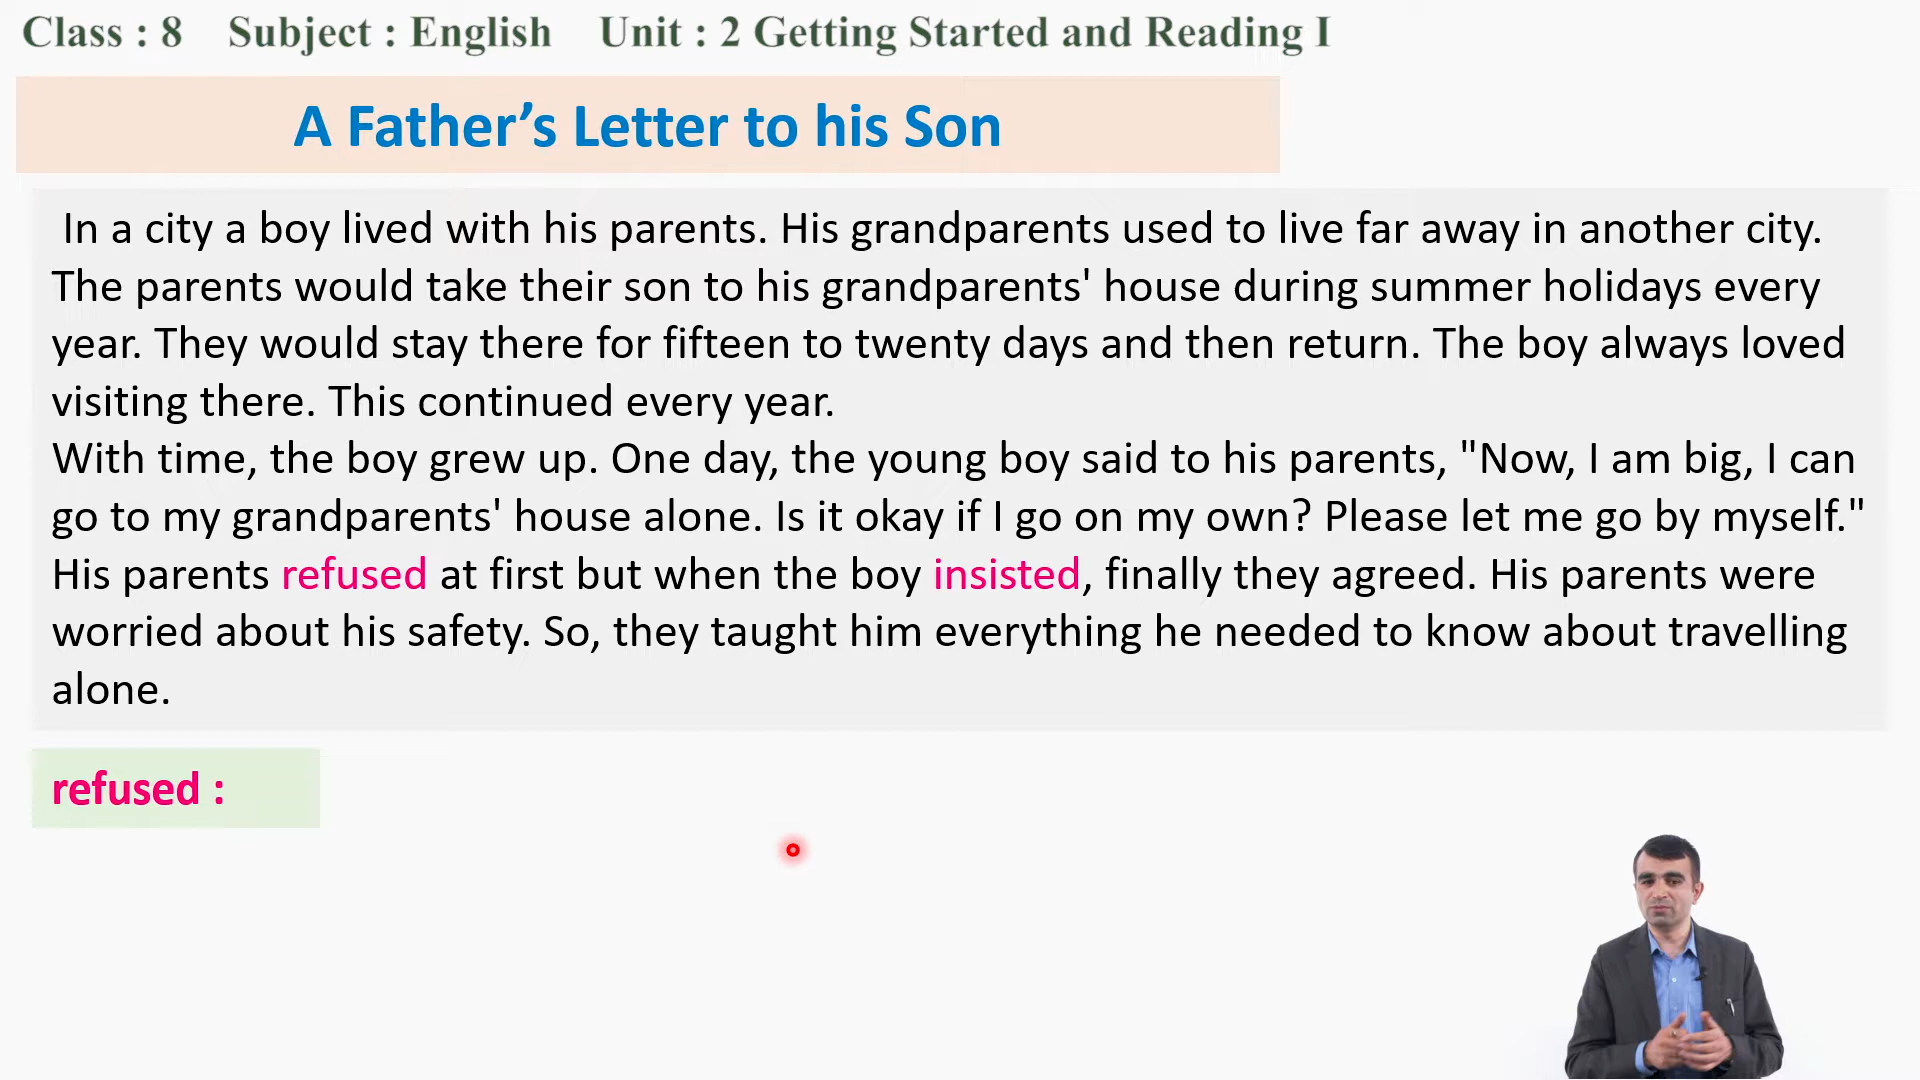 Class : 8 Subject : English Unit : 2 Getting Started and Reading I
A Father’s Letter to his Son
In a city a boy lived with his parents. His grandparents used to live far away in another city.
The parents would take their son to his grandparents' house during summer holidays every
year. They would stay there for fifteen to twenty days and then return. The boy always loved
visiting there. This continued every year.
With time, the boy grew up. One day, the young boy said to his parents, "Now, I am big, I can
go to my grandparents' house alone. Is it okay if I go on my own? Please let me go by myself."
His parents refused at first but when the boy insisted, finally they agreed. His parents were
worried about his safety. So, they taught him everything he needed to know about travelling
alone.
refused :